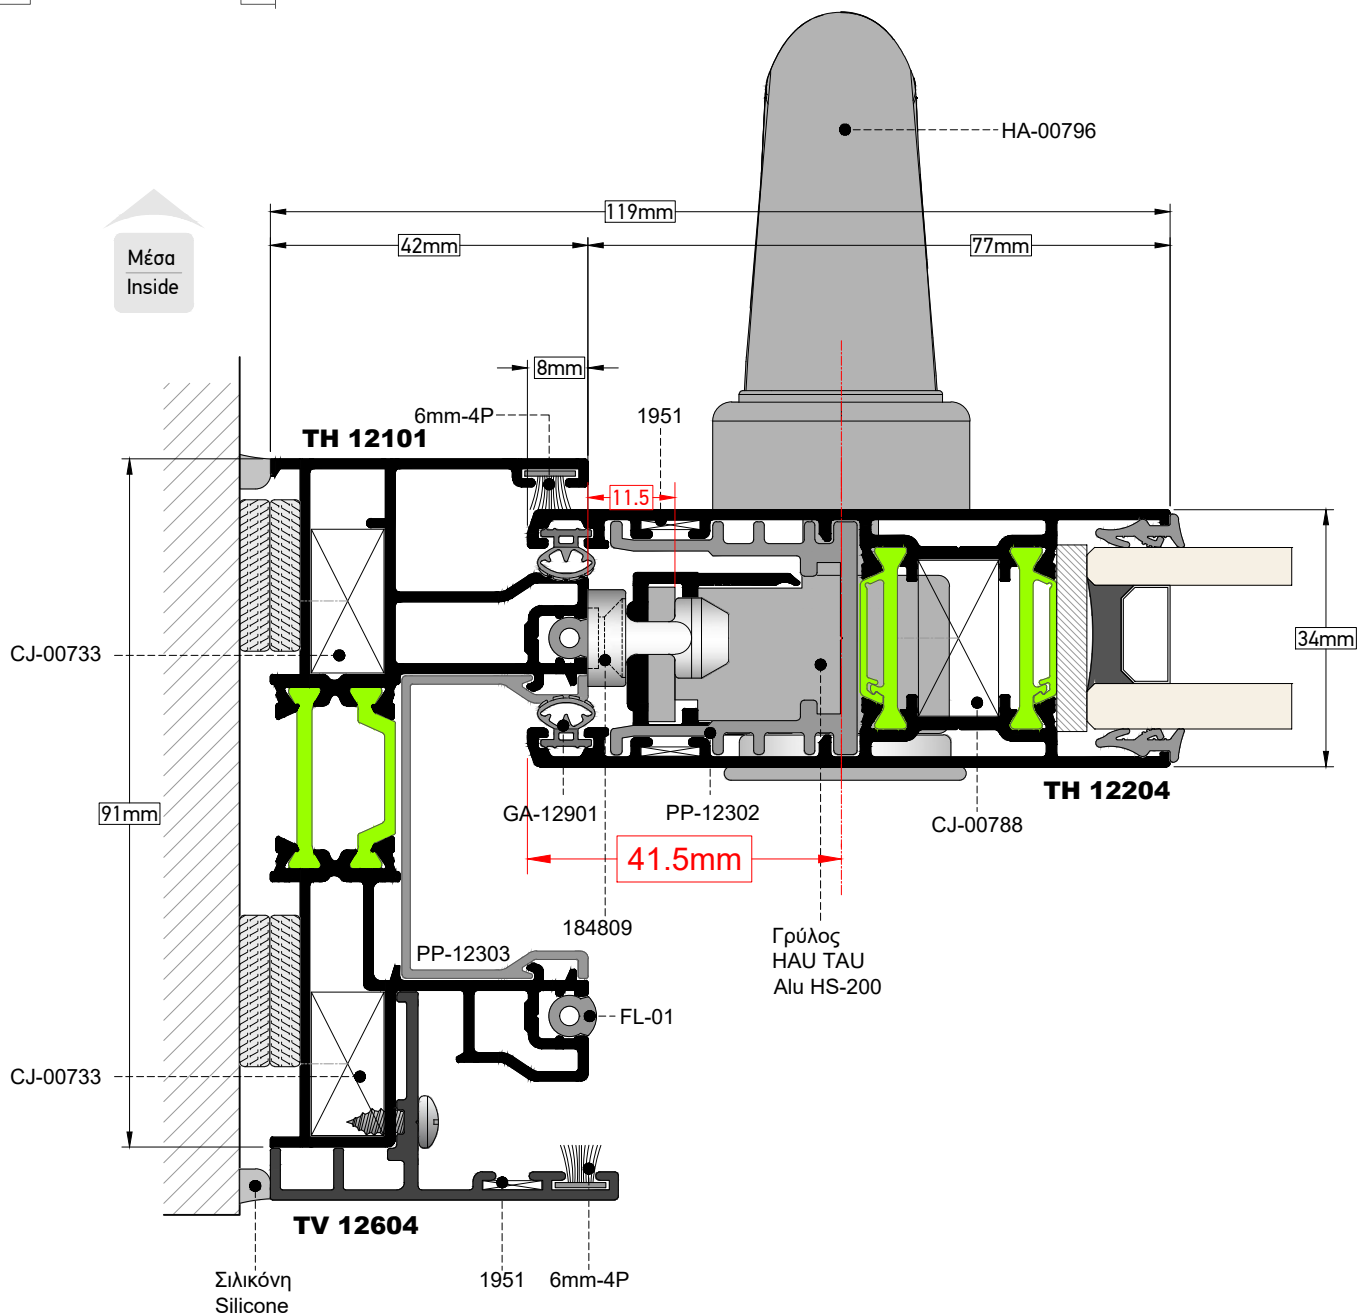 HA-00796
119mm
42mm
77mm
Μέσα
Inside
8mm
6mm-4P
1951
TH 12101
11.5
CJ-00733
34mm
TH 12204
91mm
GA-12901
PP-12302
CJ-00788
41.5mm
184809
PP-12303
Γρύλος
HAU TAU
Alu HS-200
FL-01
CJ-00733
TV 12604
Σιλικόνη
Silicone
1951
6mm-4P